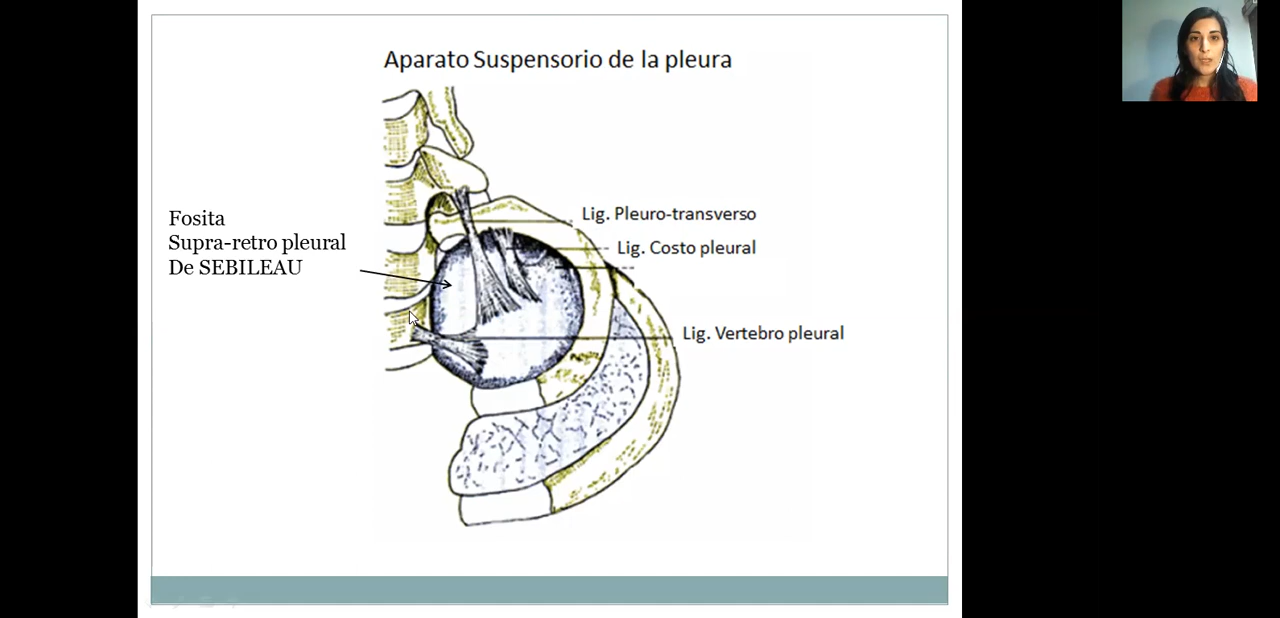 Aparato Suspensorio de la pleura
Fosita
Supra-retro pleural
De SEBILEAU
Lig. Pleuro-transverso
Lig. Costo pleural
Lig. Vertebro pleural